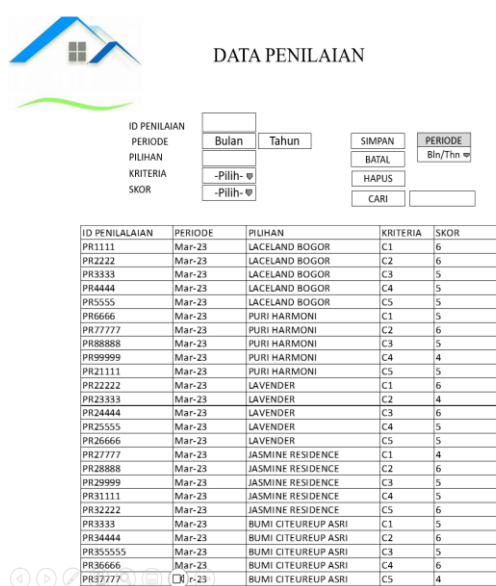 DATA PENILAIAN
ID PENILAIAN
PERIODE Bulan Tahun
PILIHAN
KRITERIA -Pilih-
SKOR -Pilih-
SIMPAN PERIODE
BATAL Bln/Thn
HAPUS
CARI
ID PENILALAIAN PERIODE PILIHAN KRITERIA SKOR
PR1111 Mar-23 LACELAND BOGOR C1 6
PR2222 Mar-23 LACELAND BOGOR C2 6
PR3333 Mar-23 LACELAND BOGOR C3 5
PR4444 Mar-23 LACELAND BOGOR C4 5
PR5555 Mar-23 LACELAND BOGOR C5 5
PR6666 Mar-23 PURI HARMONI C1 5
PR77777 Mar-23 PURI HARMONI C2 6
PR88888 Mar-23 PURI HARMONI C3 5
PR99999 Mar-23 PURI HARMONI C4 4
PR21111 Mar-23 PURI HARMONI C5 5
PR22222 Mar-23 LAVENDER C1 6
PR23333 Mar-23 LAVENDER C2 4
PR24444 Mar-23 LAVENDER C3 6
PR25555 Mar-23 LAVENDER C4 5
PR26666 Mar-23 LAVENDER C5 5
PR27777 Mar-23 JASMINE RESIDENCE C1 4
PR28888 Mar-23 JASMINE RESIDENCE C2 6
PR29999 Mar-23 JASMINE RESIDENCE C3 5
PR31111 Mar-23 JASMINE RESIDENCE C4 5
PR32222 Mar-23 JASMINE RESIDENCE C5 6
PR3333 Mar-23 BUMI CITEUREUP ASRI C1 5
PR34444 Mar-23 BUMI CITEUREUP ASRI C2 6
PR355555 Mar-23 BUMI CITEUREUP ASRI C3 5
PR36666 Mar-23 BUMI CITEUREUP ASRI C4 6
PR37777 r-23 BUMI CITEUREUP ASRI C5 4